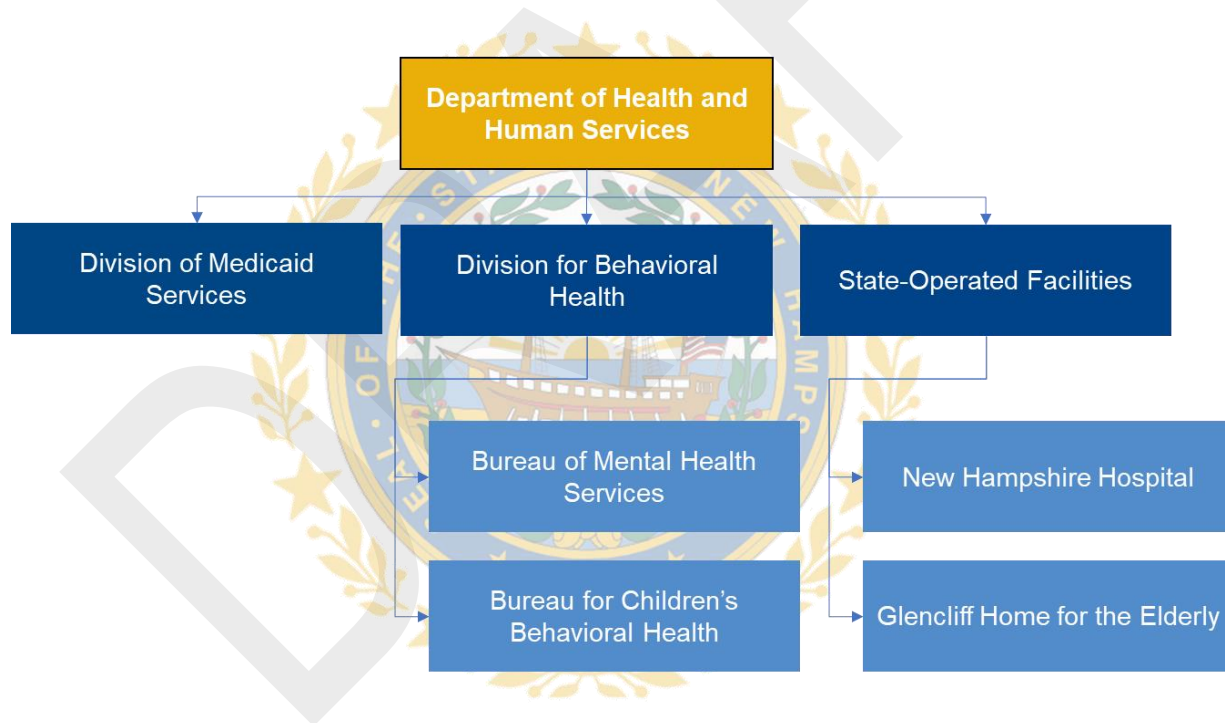 Department of Health and
Human Services
Division of Medicaid
Services
Division for Behavioral
Health
State-Operated Facilities
Bureau of Mental Health
Services
New Hampshire Hospital
Bureau for Children's
Behavioral Health
Glencliff Home for the Elderly